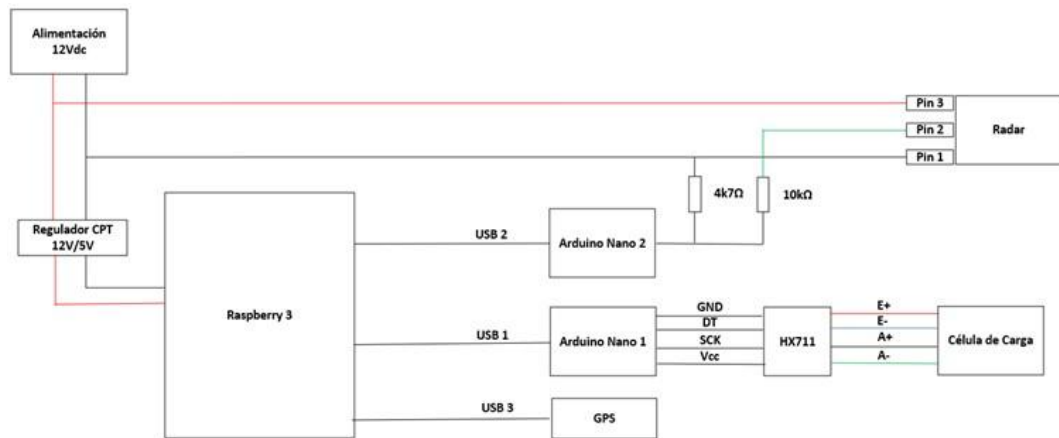 Alimentación
12Vdc
Pin 3
Pin 2
Radar
Pin 1
4k7Ω
10kΩ
Regulador CPT
12V/5V
USB 2
Arduino Nano 2
Raspberry 3
USB 1
Arduino Nano 1
GND
DT
SCK
Vcc
HX711
E+
E-
A+
A-
Célula de Carga
USB 3
GPS